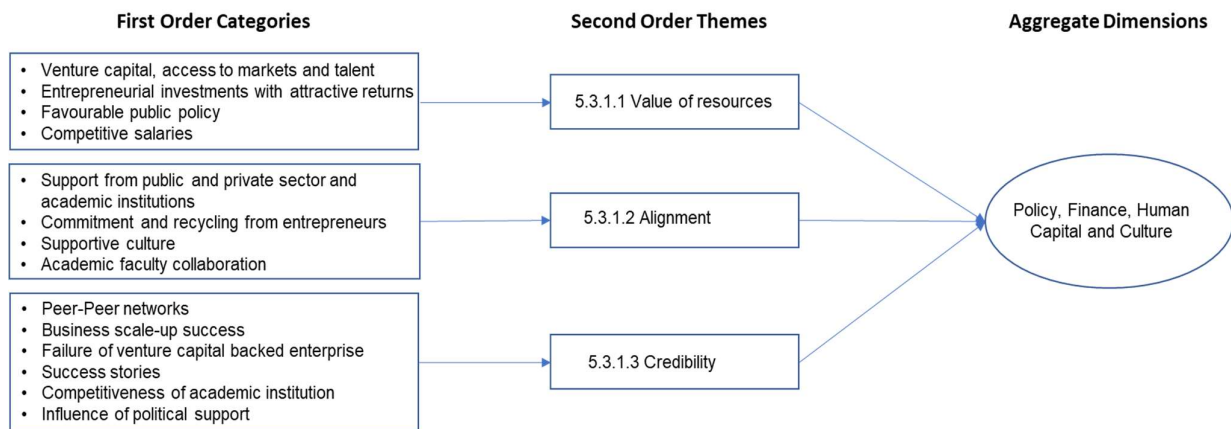 First Order Categories
Second Order Themes
Aggregate Dimensions
• Venture capital, access to markets and talent
• Entrepreneurial investments with attractive returns
• Favourable public policy
• Competitive salaries
5.3.1.1 Value of resources
• Support from public and private sector and
academic institutions
• Commitment and recycling from entrepreneurs
• Supportive culture
• Academic faculty collaboration
5.3.1.2 Alignment
Policy, Finance, Human
Capital and Culture
• Peer-Peer networks
• Business scale-up success
• Failure of venture capital backed enterprise
• Success stories
• Competitiveness of academic institution
• Influence of political support
5.3.1.3 Credibility